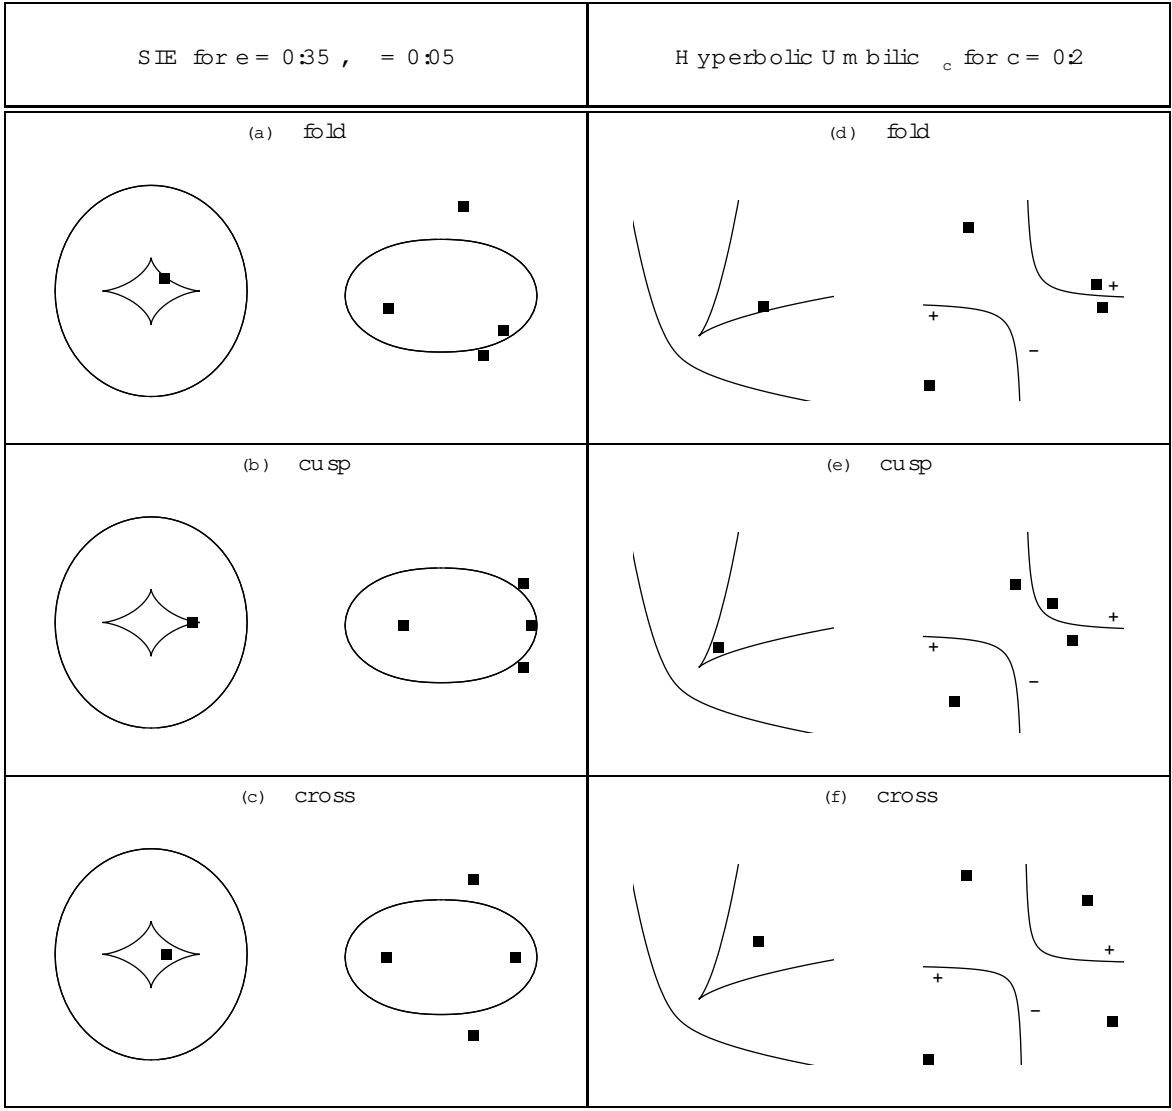 SIE for e = 0:35 , = 0:05
Hyperbolic Umbilic c for c = 0:2
(a) fold
(d) fold
+
+
−
(b) cusp
(e) cusp
+
+
−
(c) cross
(f) cross
+
+
−